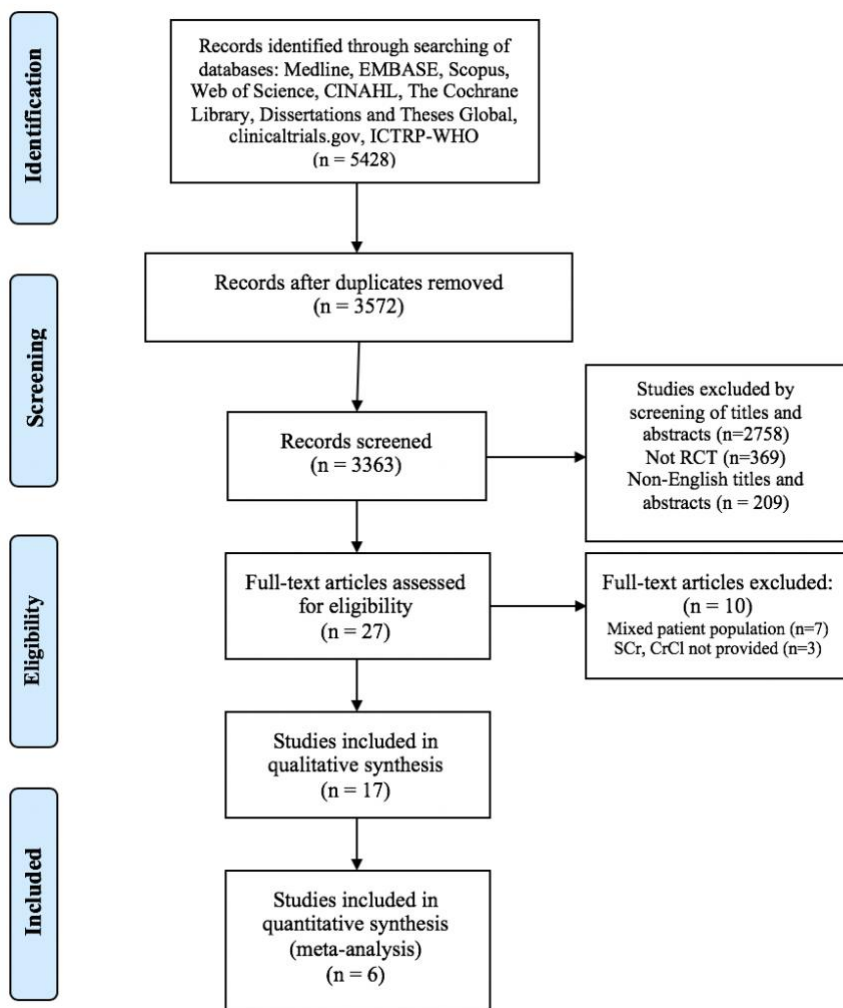 Identification
Records identified through searching of
databases: Medline, EMBASE, Scopus,
Web of Science, CINAHL, The Cochrane
Library, Dissertations and Theses Global,
clinicaltrials.gov, ICTRP-WHO
(n = 5428)
Screening
Records after duplicates removed
(n = 3572)
Records screened
(n = 3363)
Studies excluded by
screening of titles and
abstracts (n=2758)
Not RCT (n=369)
Non-English titles and
abstracts (n = 209)
Eligibility
Full-text articles assessed
for eligibility
(n = 27)
Full-text articles excluded:
(n = 10)
Mixed patient population (n=7)
SCr, CrCl not provided (n=3)
Studies included in
qualitative synthesis
(n = 17)
Included
Studies included in
quantitative synthesis
(meta-analysis)
(n = 6)